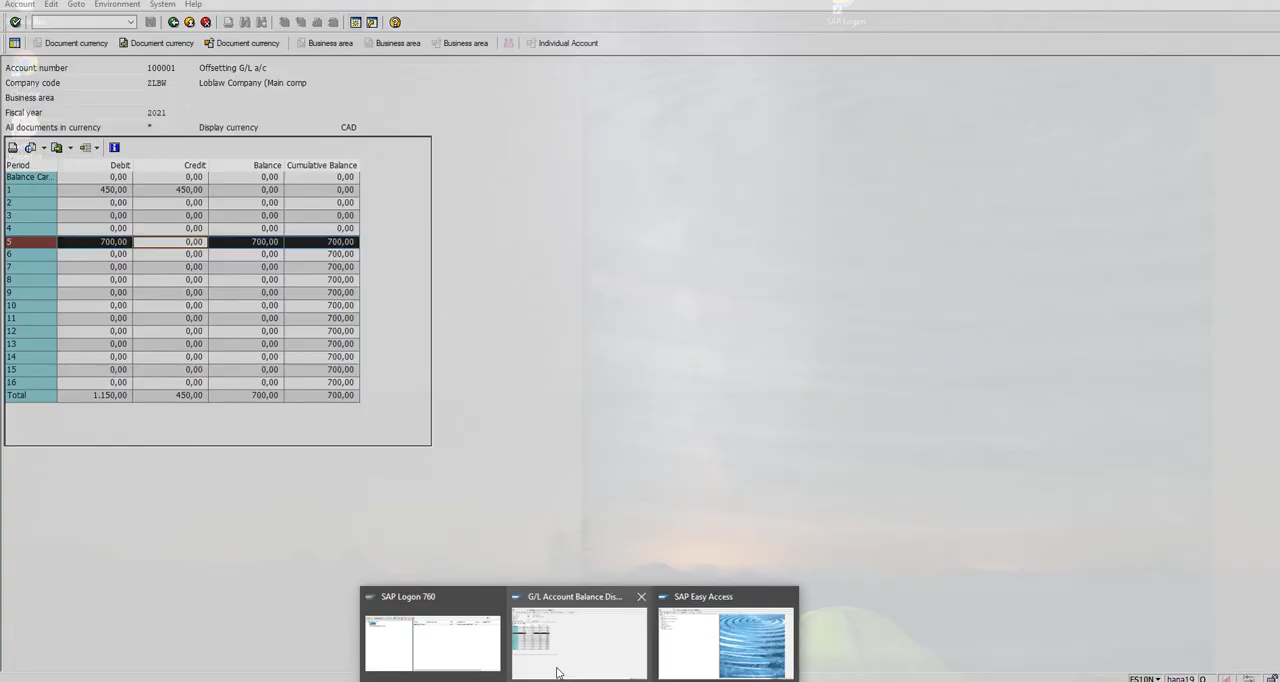 Account Edit Goto Environment System Help
SAP Logon
Document currency Document currency Document currency Business area Business area Business area Individual Account
Account number 100001 Offsetting G/L a/c
Company code ZLBW Loblaw Company (Main comp
Business area
Fiscal year 2021
All documents in currency * Display currency CAD
Period Debit Credit Balance Cumulative Balance
Balance Car... 0,00 0,00 0,00 0,00
1 450,00 450,00 0,00 0,00
2 0,00 0,00 0,00 0,00
3 0,00 0,00 0,00 0,00
4 0,00 0,00 0,00 0,00
5 700,00 0,00 700,00 700,00
6 0,00 0,00 0,00 700,00
7 0,00 0,00 0,00 700,00
8 0,00 0,00 0,00 700,00
9 0,00 0,00 0,00 700,00
10 0,00 0,00 0,00 700,00
11 0,00 0,00 0,00 700,00
12 0,00 0,00 0,00 700,00
13 0,00 0,00 0,00 700,00
14 0,00 0,00 0,00 700,00
15 0,00 0,00 0,00 700,00
16 0,00 0,00 0,00 700,00
Total 1.150,00 450,00 700,00 700,00
SAP Logon 760 G/L Account Balance Dis... SAP Easy Access
FS10N hana19